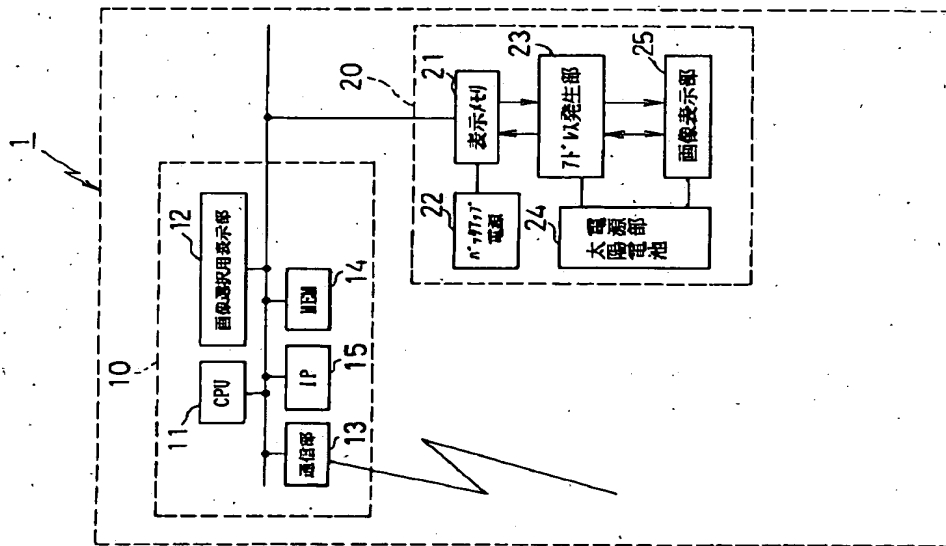 1
10
11
CPU
12
画像選択用表示部
通信部
13
IP
15
MEM
14
20
21
表示メモリ
22
バックアップ
電源
23
アドレス発生部
24
電源部
太陽電池
25
画像表示部